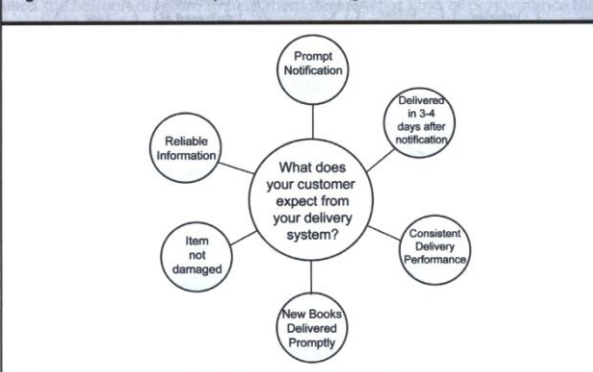 Prompt
Notification
Delivered
in 3-4
days after
notification
Reliable
Information
What does
your customer
expect from
your delivery
system?
Item
not
damaged
Consistent
Delivery
Performance
New Books
Delivered
Promptly